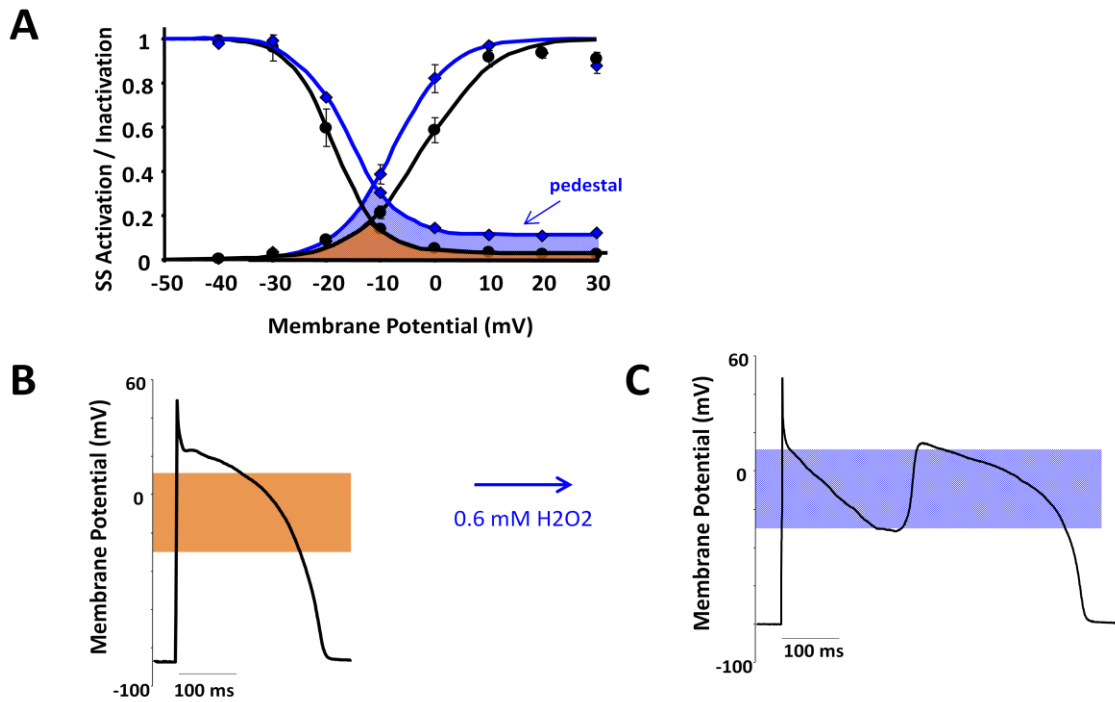 A
SS Activation / Inactivation
1
0.8
0.6
0.4
0.2
0
pedestal
-50 -40 -30 -20 -10 0 10 20 30
Membrane Potential (mV)
B
Membrane Potential (mV)
60
0
-100
100 ms
0.6 mM H2O2
C
Membrane Potential (mV)
60
0
-100
100 ms